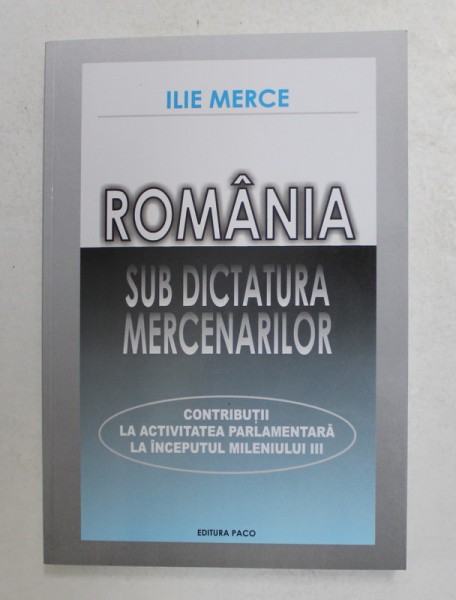 ILIE MERCE
ROMÂNIA
SUB DICTATURA
MERCENARILOR
CONTRIBUȚII
LA ACTIVITATEA PARLAMENTARĂ
LA ÎNCEPUTUL MILENIULUI III
EDITURA PACO